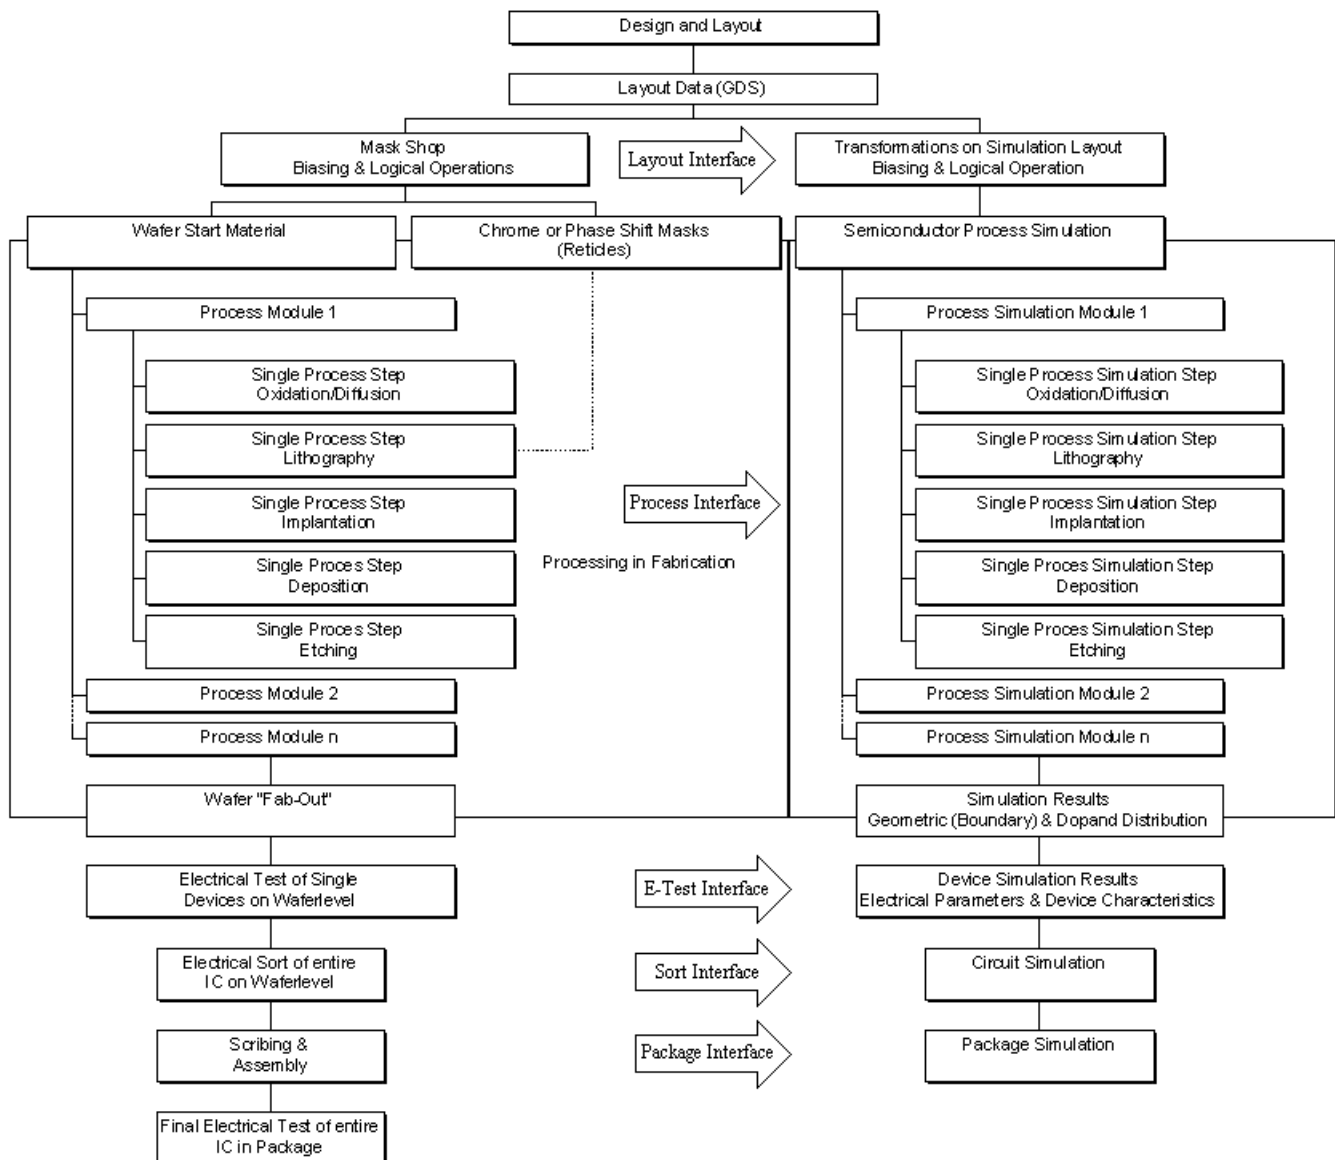 Design and Layout
Layout Data (GDS)
Mask Shop
Biasing & Logical Operations
Layout Interface
Transformations on Simulation Layout
Biasing & Logical Operation
Wafer Start Material
Chrome or Phase Shift Masks
(Reticles)
Semiconductor Process Simulation
Process Module 1
Single Process Step
Oxidation/Diffusion
Single Process Step
Lithography
Single Process Step
Implantation
Single Proces Step
Deposition
Single Proces Step
Etching
Process Module 2
Process Module n
Process Interface
Processing in Fabrication
Process Simulation Module 1
Single Process Simulation Step
Oxidation/Diffusion
Single Process Simulation Step
Lithography
Single Process Simulation Step
Implantation
Single Proces Simulation Step
Deposition
Single Proces Simulation Step
Etching
Process Simulation Module 2
Process Simulation Module n
Wafer "Fab-Out"
Simulation Results
Geometric (Boundary) & Dopand Distribution
Electrical Test of Single
Devices on Waferlevel
E-Test Interface
Device Simulation Results
Electrical Parameters & Device Characteristics
Electrical Sort of entire
IC on Waferlevel
Sort Interface
Circuit Simulation
Scribing &
Assembly
Package Interface
Package Simulation
Final Electrical Test of entire
IC in Package